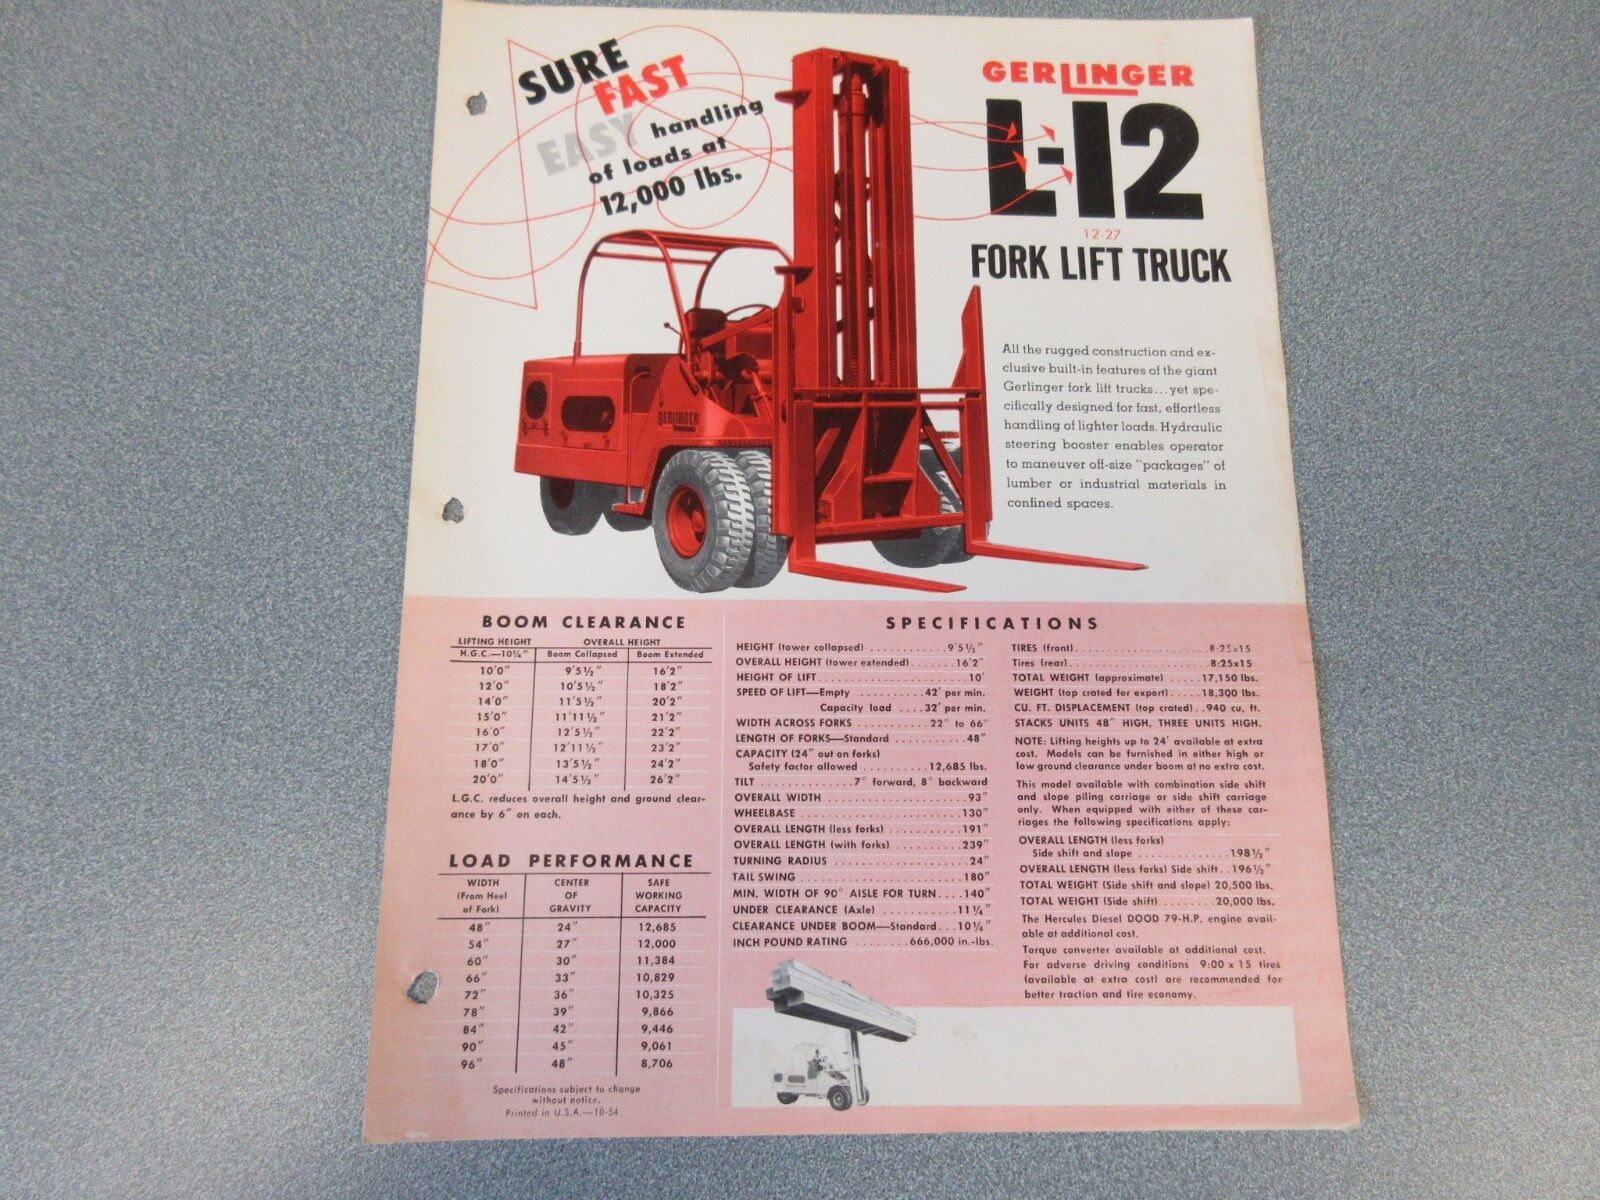 SURE
FAST
EASY handling
of loads at
12,000 lbs.
GERLINGER
L-12
12-27
FORK LIFT TRUCK
All the rugged construction and ex-
clusive built-in features of the giant
Gerlinger fork lift trucks...yet spe-
cifically designed for fast, effortless
handling of lighter loads. Hydraulic
steering booster enables operator
to maneuver off-size "packages" of
lumber or industrial materials in
confined spaces.
GERLINGER
BOOM CLEARANCE
LIFTING HEIGHT OVERALL HEIGHT
H.G.C.—10¼" Boom Collapsed Boom Extended
10'0" 9'5½" 16'2"
12'0" 10'5½" 18'2"
14'0" 11'5½" 20'2"
15'0" 11'11½" 21'2"
16'0" 12'5½" 22'2"
17'0" 12'11½" 23'2"
18'0" 13'5½" 24'2"
20'0" 14'5½" 26'2"
L.G.C. reduces overall height and ground clear-
ance by 6" on each.
LOAD PERFORMANCE
WIDTH CENTER SAFE
(From Heel OF WORKING
of Fork) GRAVITY CAPACITY
48" 24" 12,685
54" 27" 12,000
60" 30" 11,384
66" 33" 10,829
72" 36" 10,325
78" 39" 9,866
84" 42" 9,446
90" 45" 9,061
96" 48" 8,706
Specifications subject to change
without notice.
Printed in U.S.A.—10-54
SPECIFICATIONS
HEIGHT (tower collapsed) ............ 9'5½"
OVERALL HEIGHT (tower extended) ....... 16'2"
HEIGHT OF LIFT ........................ 10'
SPEED OF LIFT—Empty .......... 42' per min.
Capacity load .... 32' per min.
WIDTH ACROSS FORKS ........... 22" to 66"
LENGTH OF FORKS—Standard ........... 48"
CAPACITY (24" out on forks)
Safety factor allowed .......... 12,685 lbs.
TILT .............. 7° forward, 8° backward
OVERALL WIDTH ...................... 93"
WHEELBASE .......................... 130"
OVERALL LENGTH (less forks) ........... 191"
OVERALL LENGTH (with forks) .......... 239"
TURNING RADIUS ..................... 24"
TAIL SWING ......................... 180"
MIN. WIDTH OF 90° AISLE FOR TURN .... 140"
UNDER CLEARANCE (Axle) ............ 11¼"
CLEARANCE UNDER BOOM—Standard ... 10¼"
INCH POUND RATING ........ 666,000 in.-lbs.
TIRES (front) ..................... 8:25x15
Tires (rear) ...................... 8:25x15
TOTAL WEIGHT (approximate) ..... 17,150 lbs.
WEIGHT (top crated for export) ..... 18,300 lbs.
CU. FT. DISPLACEMENT (top crated) .. 940 cu. ft.
STACKS UNITS 48" HIGH, THREE UNITS HIGH.
NOTE: Lifting heights up to 24' available at extra
cost. Models can be furnished in either high or
low ground clearance under boom at no extra cost.
This model available with combination side shift
and slope piling carriage or side shift carriage
only. When equipped with either of these car-
riages the following specifications apply:
OVERALL LENGTH (less forks)
Side shift and slope .............. 198½"
OVERALL LENGTH (less forks) Side shift .. 196½"
TOTAL WEIGHT (Side shift and slope) 20,500 lbs.
TOTAL WEIGHT (Side shift) ........ 20,000 lbs.
The Hercules Diesel DOOD 79-H.P. engine avail-
able at additional cost.
Torque converter available at additional cost.
For adverse driving conditions 9:00 x 15 tires
(available at extra cost) are recommended for
better traction and tire economy.